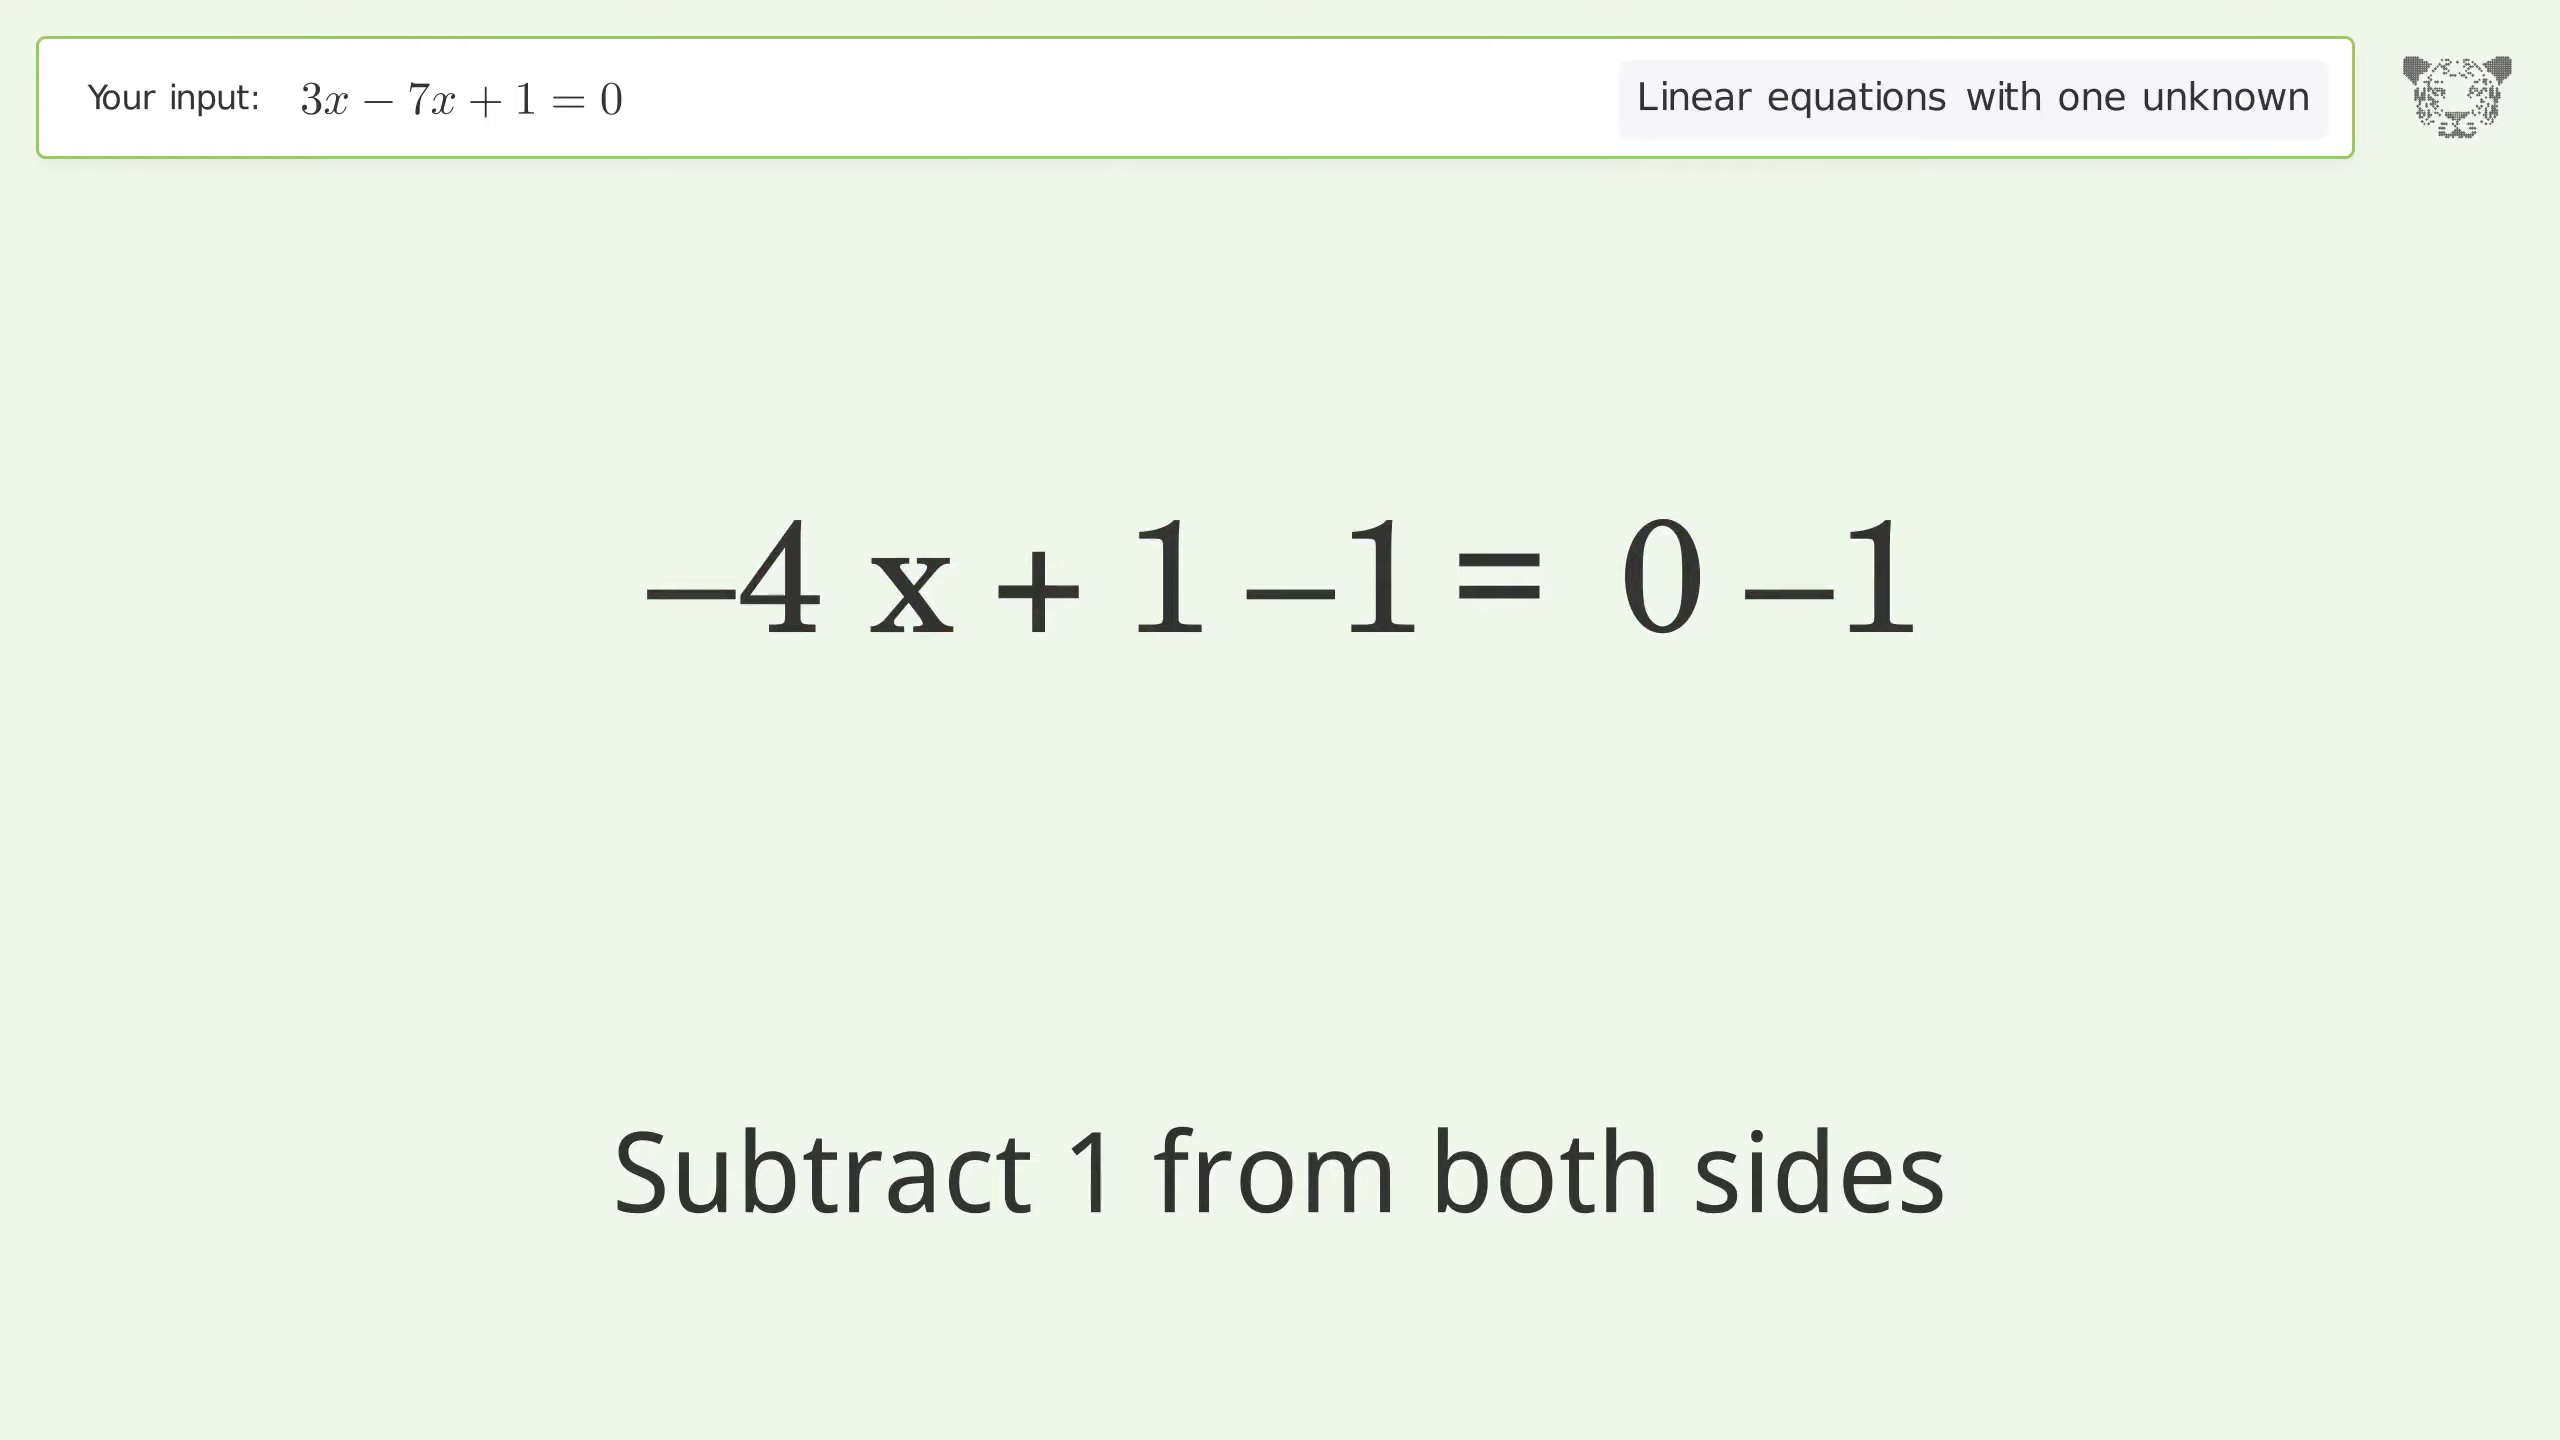 Your input: 3x − 7x + 1 = 0 Linear equations with one unknown
–4 x + 1 –1 = 0 –1
Subtract 1 from both sides